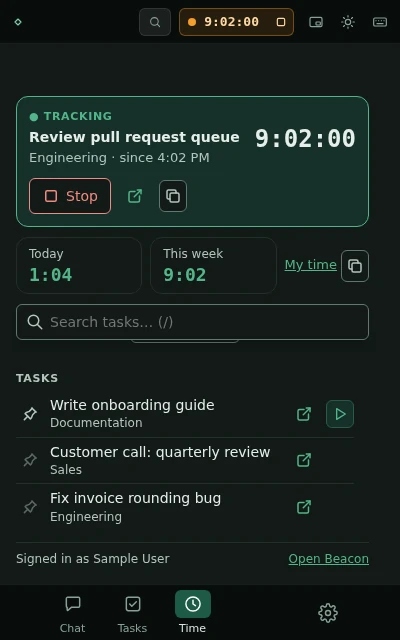 9:02:00
TRACKING
Review pull request queue
9:02:00
Engineering · since 4:02 PM
Stop
Today
1:04
This week
9:02
My time
Search tasks… (/)
TASKS
Write onboarding guide
Documentation
Customer call: quarterly review
Sales
Fix invoice rounding bug
Engineering
Signed in as Sample User
Open Beacon
Chat
Tasks
Time